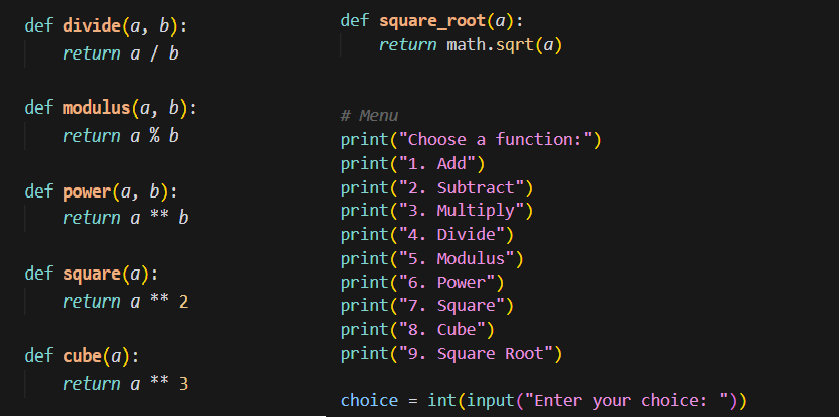 def divide(a, b):
    return a / b

def modulus(a, b):
    return a % b

def power(a, b):
    return a ** b

def square(a):
    return a ** 2

def cube(a):
    return a ** 3

def square_root(a):
    return math.sqrt(a)

# Menu
print("Choose a function:")
print("1. Add")
print("2. Subtract")
print("3. Multiply")
print("4. Divide")
print("5. Modulus")
print("6. Power")
print("7. Square")
print("8. Cube")
print("9. Square Root")

choice = int(input("Enter your choice: "))